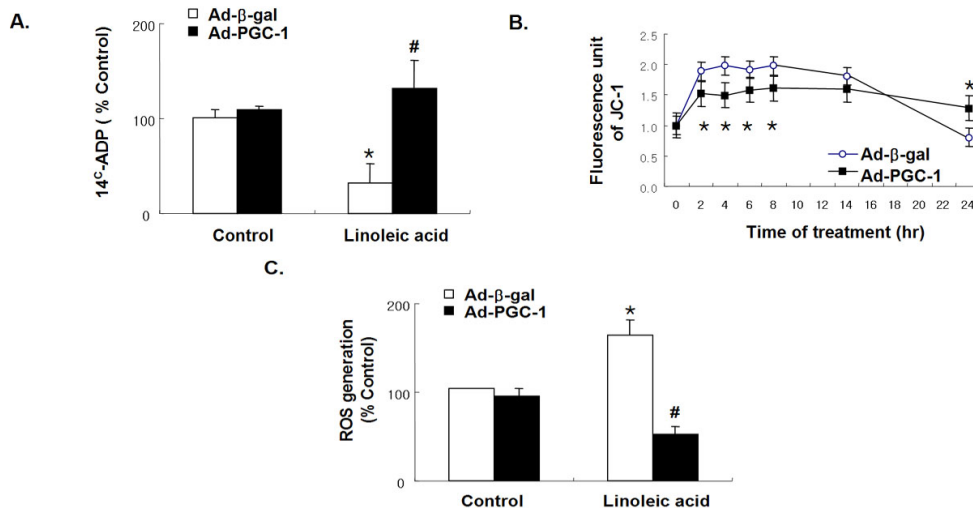 A.
Ad-β-gal
Ad-PGC-1
14C-ADP ( % Control)
200
100
0
*
#
Control
Linoleic acid
B.
Fluorescence unit
of JC-1
2.5
2.0
1.5
1.0
0.5
0.0
*
* * * *
Ad-β-gal
Ad-PGC-1
0 2 4 6 8 12 14 16 18 20 22 24
Time of treatment (hr)
C.
Ad-β-gal
Ad-PGC-1
ROS generation
(% Control)
200
100
0
*
#
Control
Linoleic acid